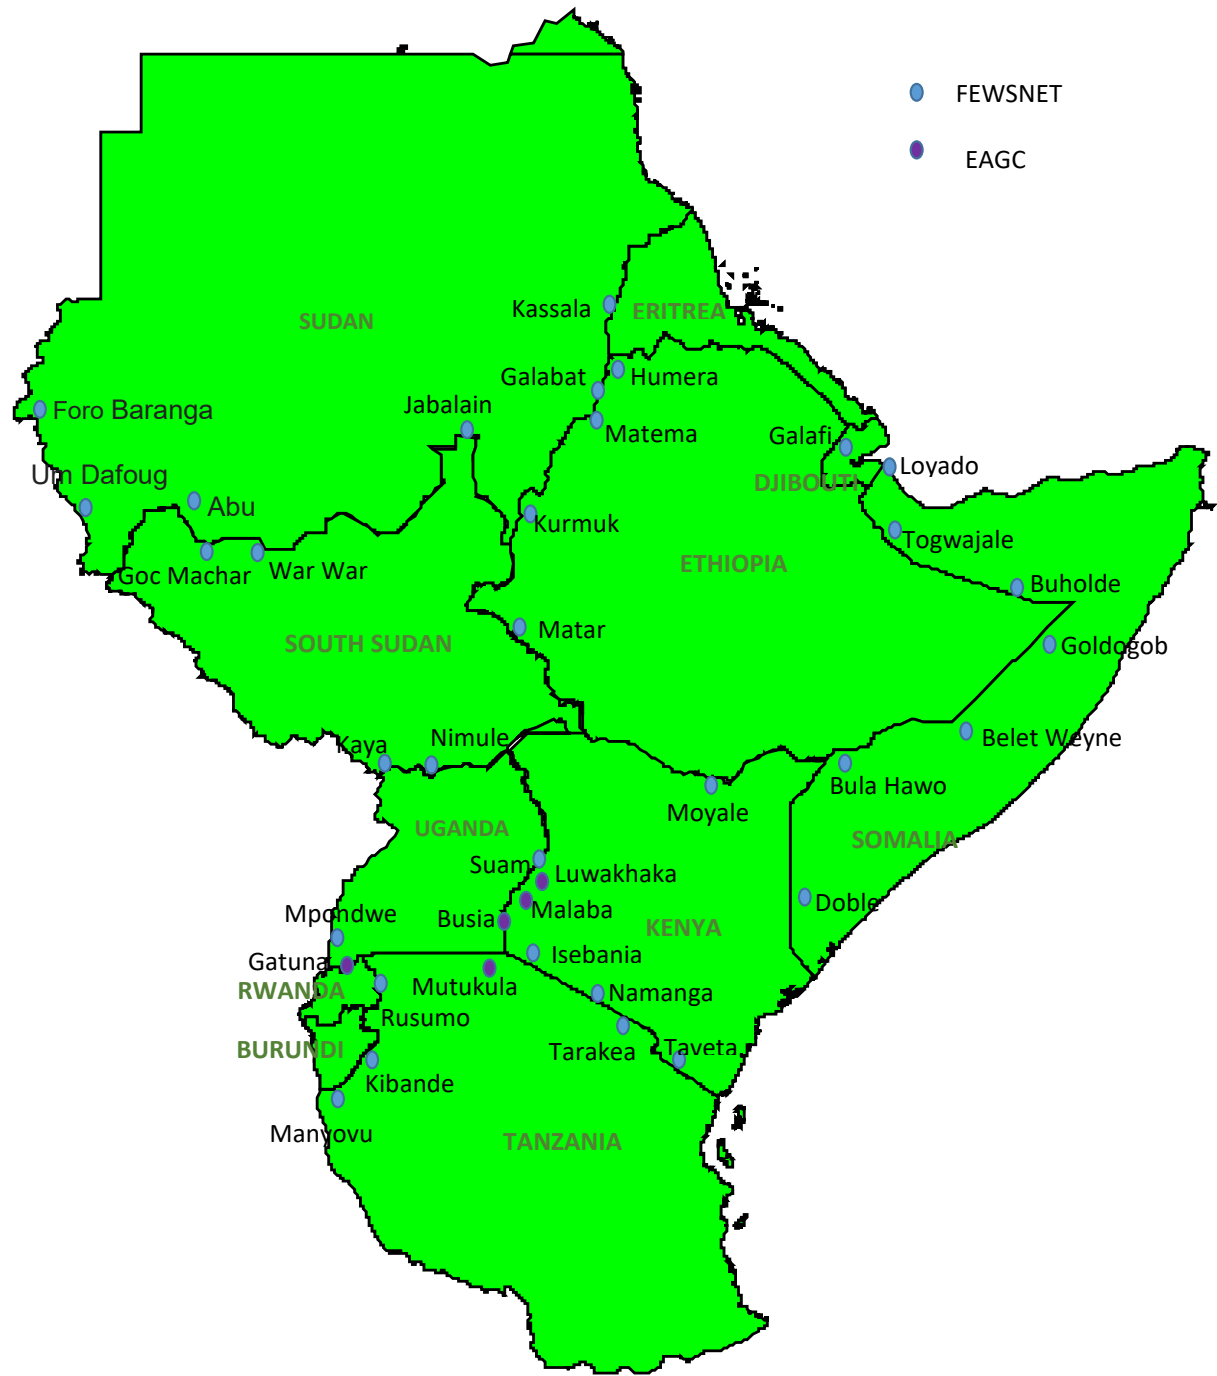 FEWSNET
EAGC
Kassala
ERITREA
SUDAN
Humera
Galabat
Jabalain
Foro Baranga
Matema
Galafi
Loyado
Um Dafoug
DJIBOUTI
Abu
Kurmuk
Togwajale
ETHIOPIA
Goc Machar
War War
Buholde
Matar
SOUTH SUDAN
Goldogob
Nimule
Kaya
Belet Weyne
Bula Hawo
Moyale
UGANDA
SOMALIA
Suam
Luwakhaka
Doble
Malaba
Mpondwe
Busia
KENYA
Isebania
Gatuna
Mutukula
RWANDA
Namanga
Rusumo
BURUNDI
Tarakea
Taveta
Kibande
Manyovu
TANZANIA